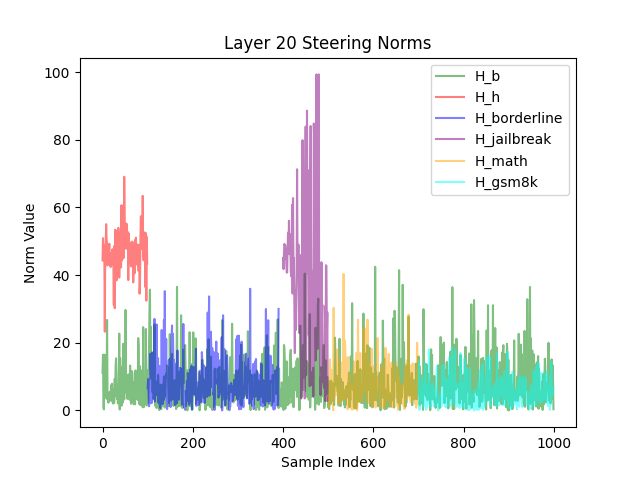 Layer 20 Steering Norms
100
80
60
40
20
0
Norm Value
H_b
H_h
H_borderline
H_jailbreak
H_math
H_gsm8k
0 200 400 600 800 1000
Sample Index